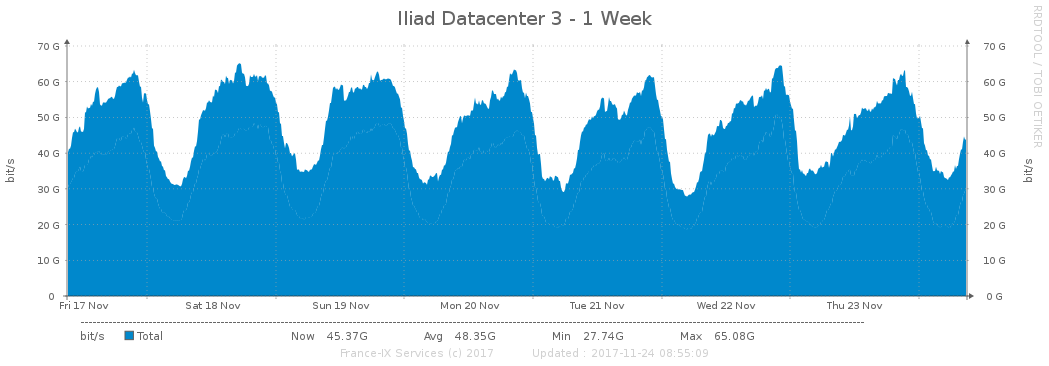 Iliad Datacenter 3 - 1 Week
RRDTOOL / TOBI OETIKER
70 G 70 G
60 G 60 G
50 G 50 G
40 G 40 G
30 G 30 G
20 G 20 G
10 G 10 G
0 0 G
bit/s
bit/s
Fri 17 Nov Sat 18 Nov Sun 19 Nov Mon 20 Nov Tue 21 Nov Wed 22 Nov Thu 23 Nov
bit/s Total Now 45.37G Avg 48.35G Min 27.74G Max 65.08G
France-IX Services (c) 2017 Updated : 2017-11-24 08:55:09